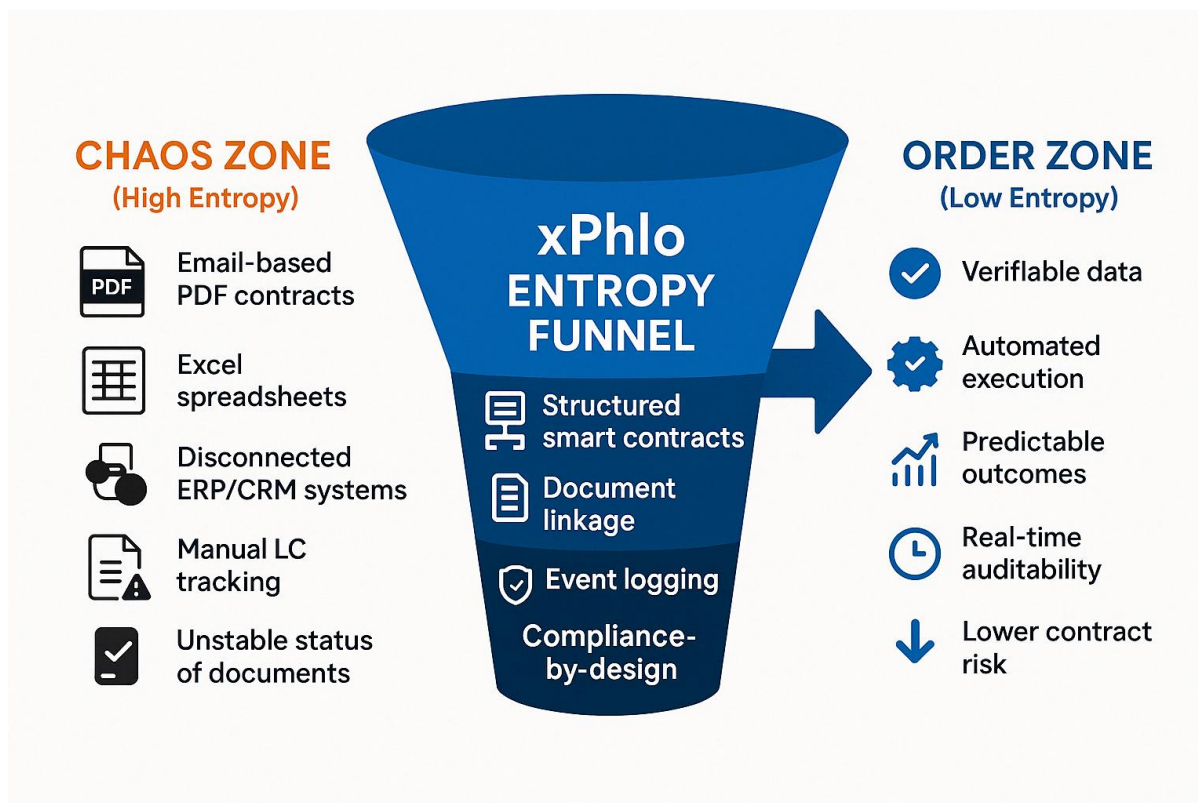 CHAOS ZONE
(High Entropy)
PDF
Email-based
PDF contracts
Excel
spreadsheets
Disconnected
ERP/CRM systems
Manual LC
tracking
Unstable status
of documents
xPhlo
ENTROPY
FUNNEL
Structured
smart contracts
Document
linkage
Event logging
Compliance-
by-design
ORDER ZONE
(Low Entropy)
Veriflable data
Automated
execution
Predictable
outcomes
Real-time
auditability
Lower contract
risk